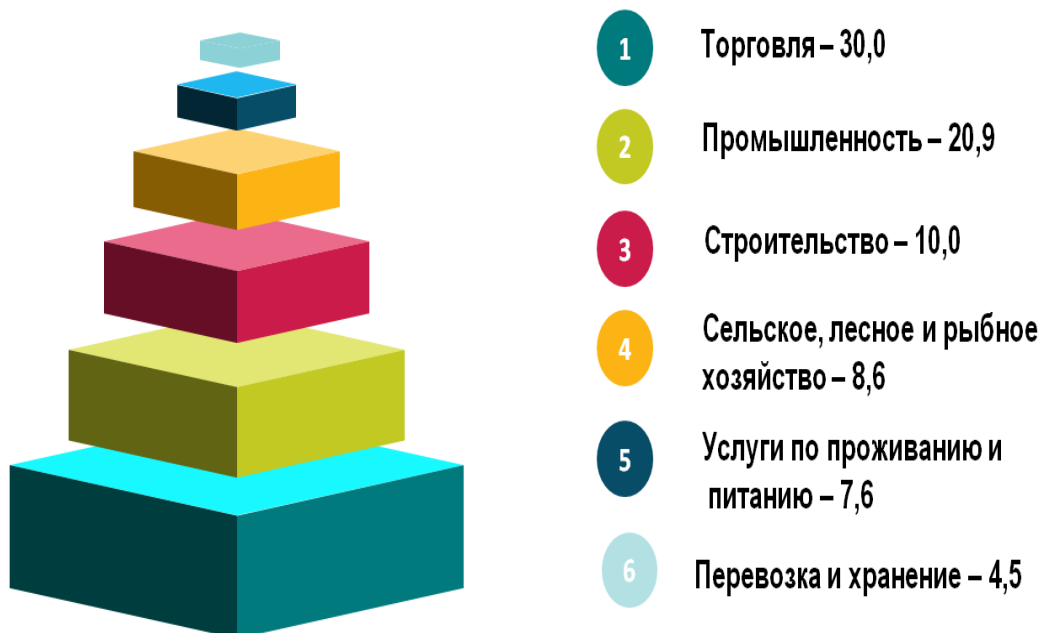 1
Торговля – 30,0
2
Промышленность – 20,9
3
Строительство – 10,0
4
Сельское, лесное и рыбное
хозяйство – 8,6
5
Услуги по проживанию и
питанию – 7,6
6
Перевозка и хранение – 4,5